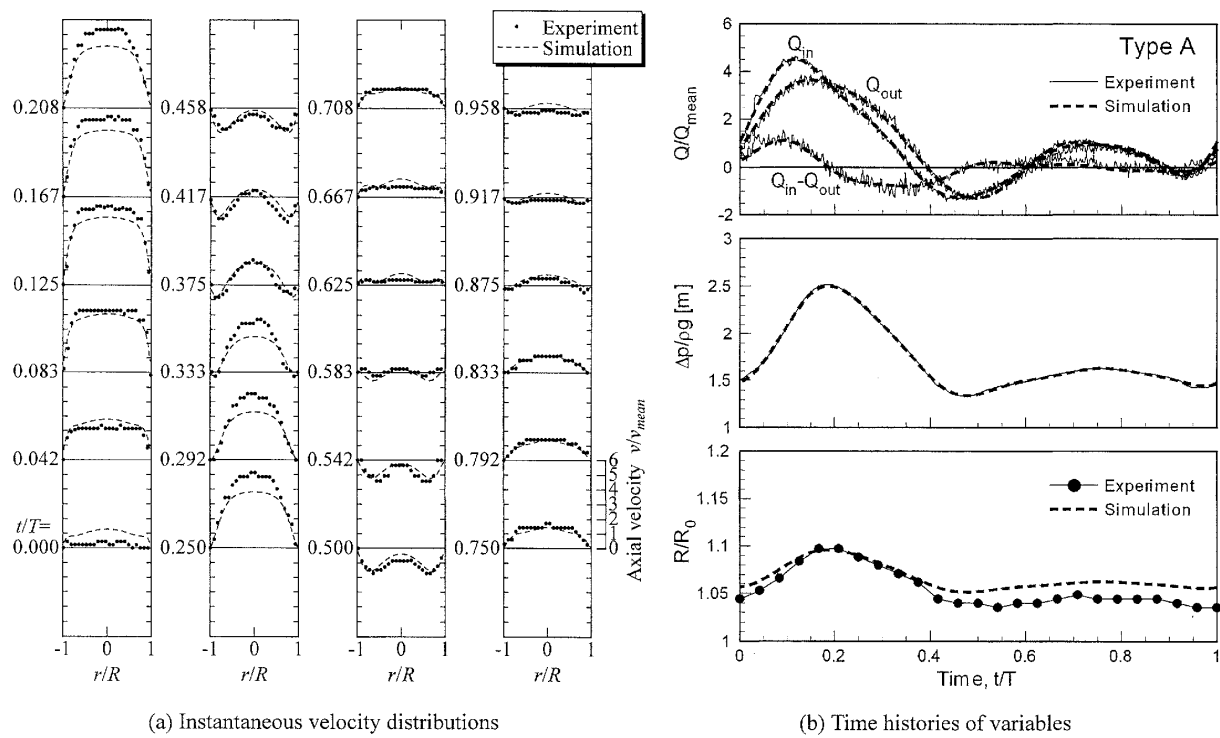 Experiment
Simulation
0.208
0.167
0.125
0.083
0.042
t/T=
0.000
0.458
0.417
0.375
0.333
0.292
0.250
0.708
0.667
0.625
0.583
0.542
0.500
0.958
0.917
0.875
0.833
0.792
0.750
6
5
4
3
2
1
0
Axial velocity v/v_mean
-1 0 1
r/R
-1 0 1
r/R
-1 0 1
r/R
-1 0 1
r/R
(a) Instantaneous velocity distributions
6
4
2
0
-2
Q/Q_mean
Type A
Experiment
Simulation
Q_in
Q_out
Q_in-Q_out
3
2.5
2
1.5
1
Δp/ρg [m]
1.2
1.15
1.1
1.05
1
R/R_0
Experiment
Simulation
0 0.2 0.4 0.6 0.8 1
Time, t/T
(b) Time histories of variables